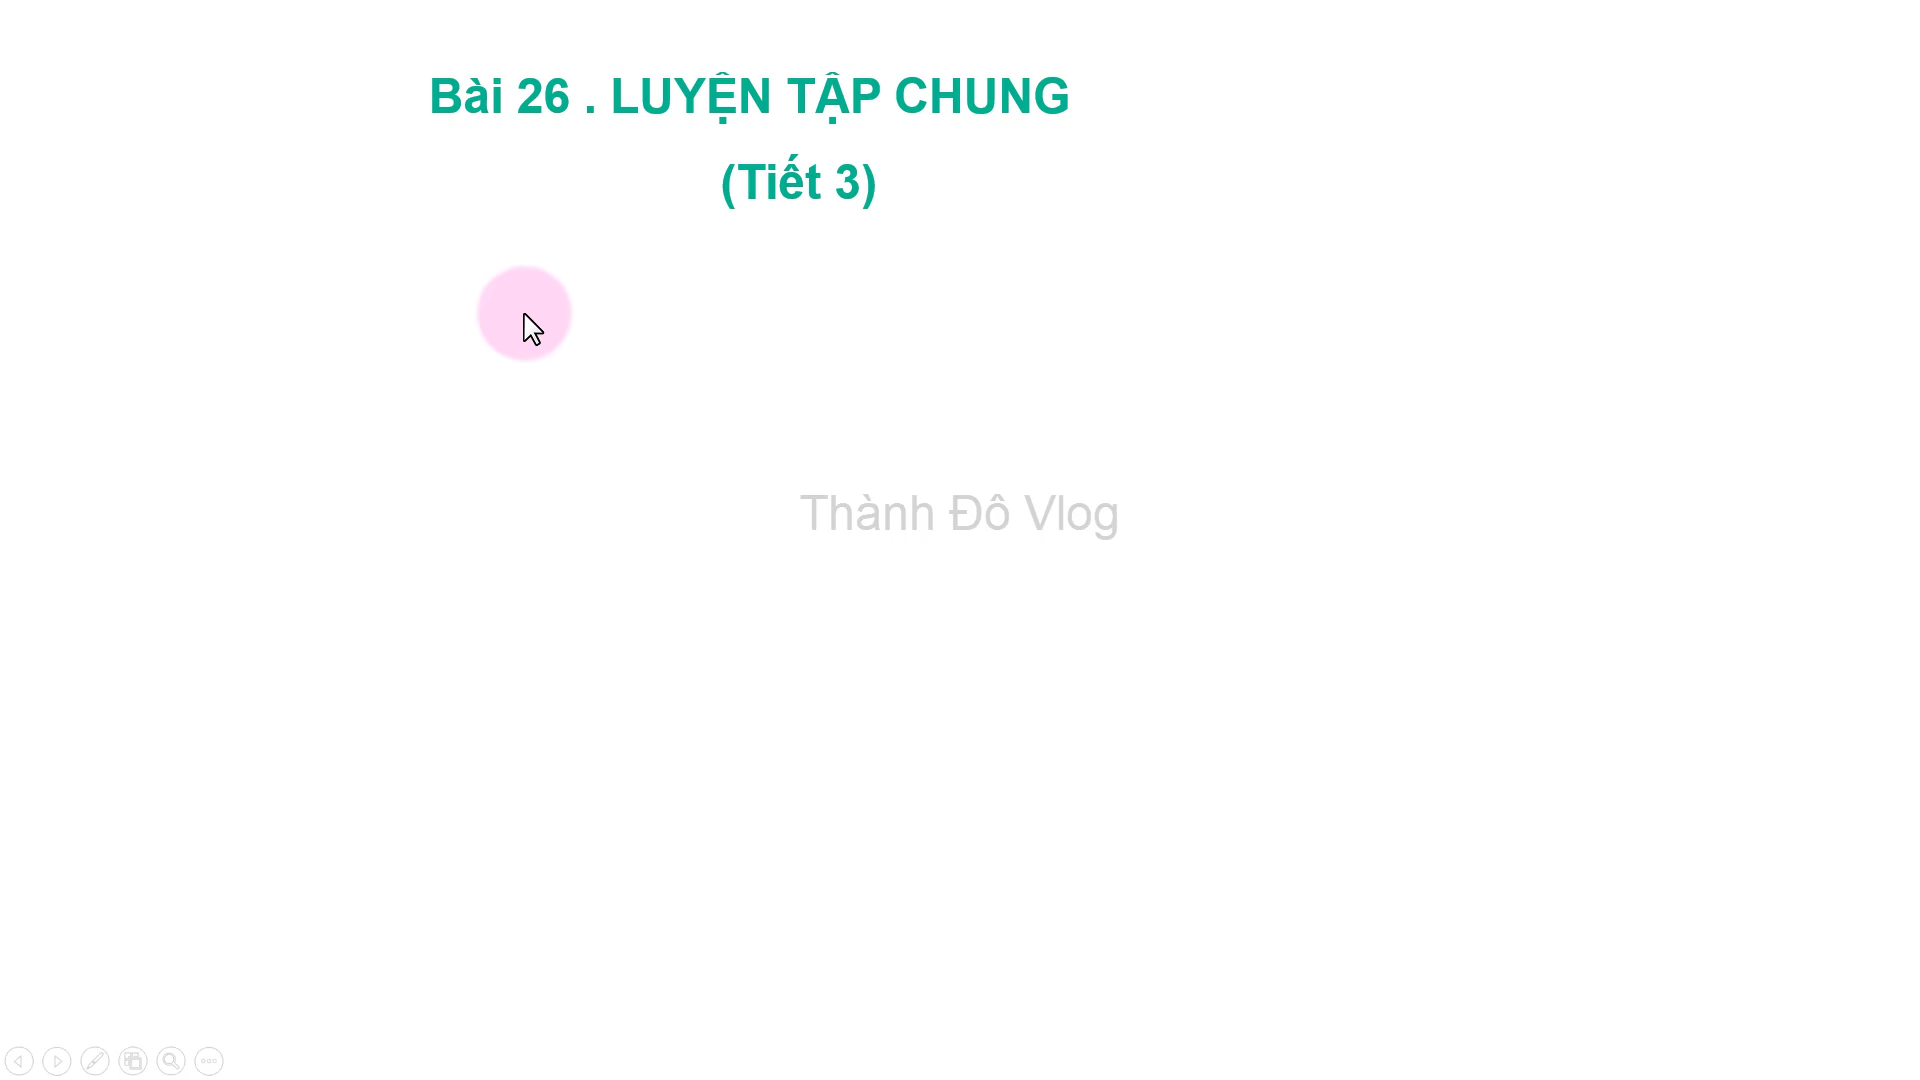 Bài 26 . LUYỆN TẬP CHUNG
(Tiết 3)
Thành Đô Vlog